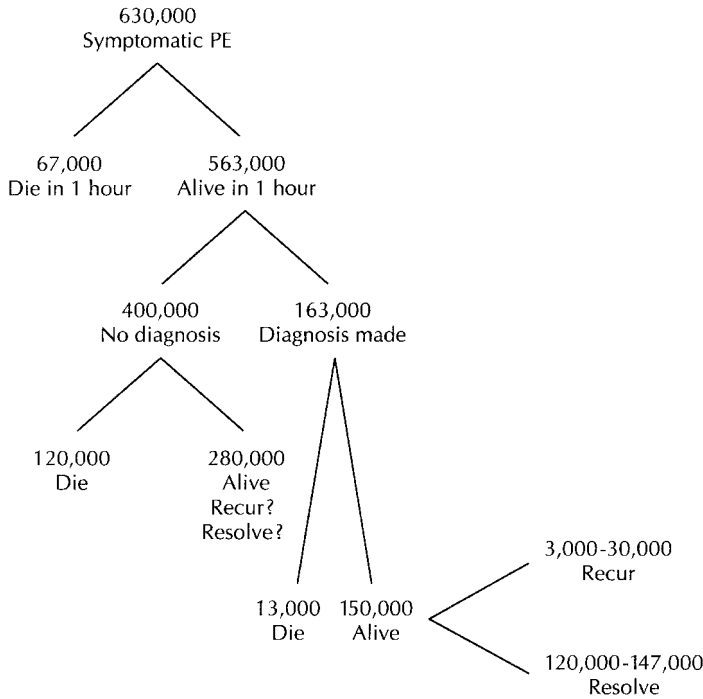 630,000
Symptomatic PE
67,000
Die in 1 hour
563,000
Alive in 1 hour
400,000
No diagnosis
163,000
Diagnosis made
120,000
Die
280,000
Alive
Recur?
Resolve?
13,000
Die
150,000
Alive
3,000-30,000
Recur
120,000-147,000
Resolve